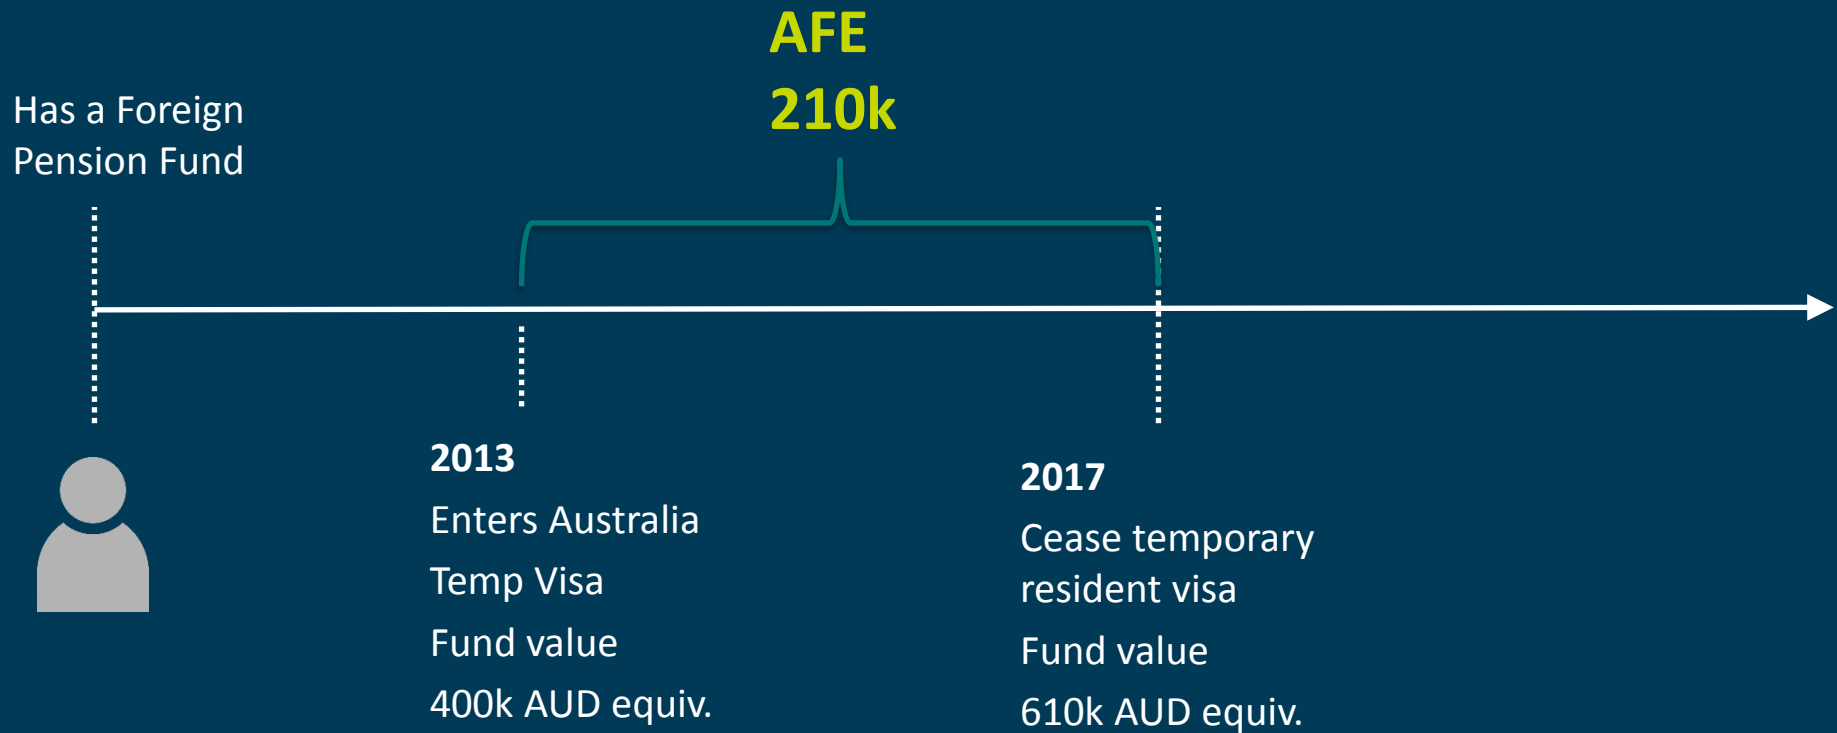 AFE
210k
Has a Foreign
Pension Fund
2013
Enters Australia
Temp Visa
Fund value
400k AUD equiv.
2017
Cease temporary
resident visa
Fund value
610k AUD equiv.